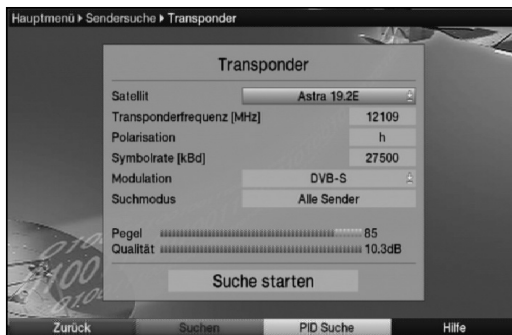 Hauptmenü ▸ Sendersuche ▸ Transponder
Transponder
Satellit Astra 19.2E
Transponderfrequenz [MHz] 12109
Polarisation h
Symbolrate [kBd] 27500
Modulation DVB-S
Suchmodus Alle Sender
Pegel 85
Qualität 10.3dB
Suche starten
Zurück Suchen PID Suche Hilfe